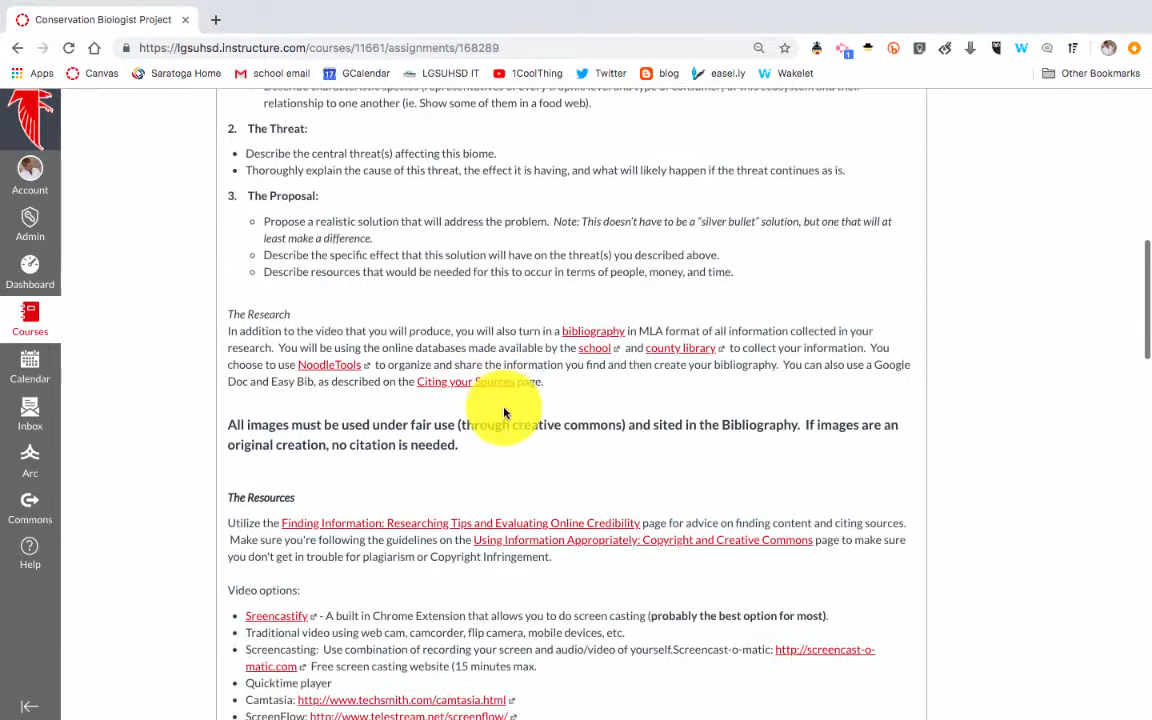 Conservation Biologist Project
https://lgsuhsd.instructure.com/courses/11661/assignments/168289
Apps Canvas Saratoga Home school email GCalendar LGSUHSD IT 1CoolThing Twitter blog easel.ly Wakelet Other Bookmarks
Account
Admin
Dashboard
Courses
Calendar
Inbox
Arc
Commons
Help
Describe characteristic species (representatives of every trophic level and type of consumer) of this ecosystem and their
relationship to one another (ie. Show some of them in a food web).
2. The Threat:
Describe the central threat(s) affecting this biome.
Thoroughly explain the cause of this threat, the effect it is having, and what will likely happen if the threat continues as is.
3. The Proposal:
Propose a realistic solution that will address the problem. Note: This doesn't have to be a "silver bullet" solution, but one that will at
least make a difference.
Describe the specific effect that this solution will have on the threat(s) you described above.
Describe resources that would be needed for this to occur in terms of people, money, and time.
The Research
In addition to the video that you will produce, you will also turn in a bibliography in MLA format of all information collected in your
research. You will be using the online databases made available by the school and county library to collect your information. You
choose to use NoodleTools to organize and share the information you find and then create your bibliography. You can also use a Google
Doc and Easy Bib, as described on the Citing your Sources page.
All images must be used under fair use (through creative commons) and sited in the Bibliography. If images are an
original creation, no citation is needed.
The Resources
Utilize the Finding Information: Researching Tips and Evaluating Online Credibility page for advice on finding content and citing sources.
Make sure you're following the guidelines on the Using Information Appropriately: Copyright and Creative Commons page to make sure
you don't get in trouble for plagiarism or Copyright Infringement.
Video options:
Sreencastify - A built in Chrome Extension that allows you to do screen casting (probably the best option for most).
Traditional video using web cam, camcorder, flip camera, mobile devices, etc.
Screencasting: Use combination of recording your screen and audio/video of yourself.Screencast-o-matic: http://screencast-o-
matic.com Free screen casting website (15 minutes max.
Quicktime player
Camtasia: http://www.techsmith.com/camtasia.html
ScreenFlow: http://www.telestream.net/screenflow/